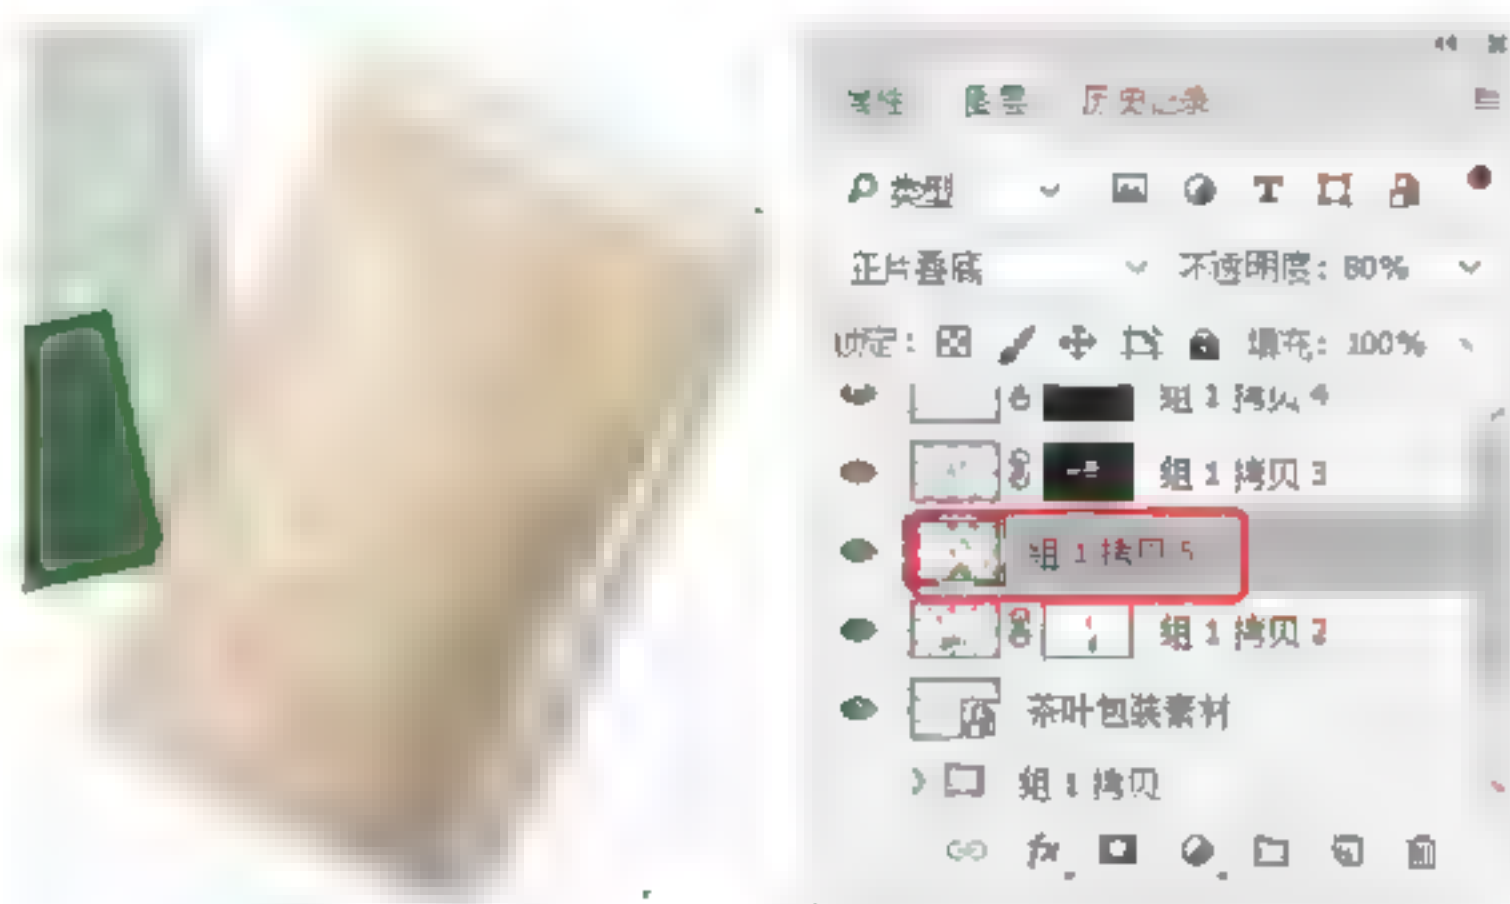 属性 图层 历史记录
类型
正片叠底 不透明度: 80%
锁定: 填充: 100%
组 1 拷贝 4
组 1 拷贝 3
组 1 拷贝 5
组 1 拷贝 2
茶叶包装素材
组 1 拷贝
fx